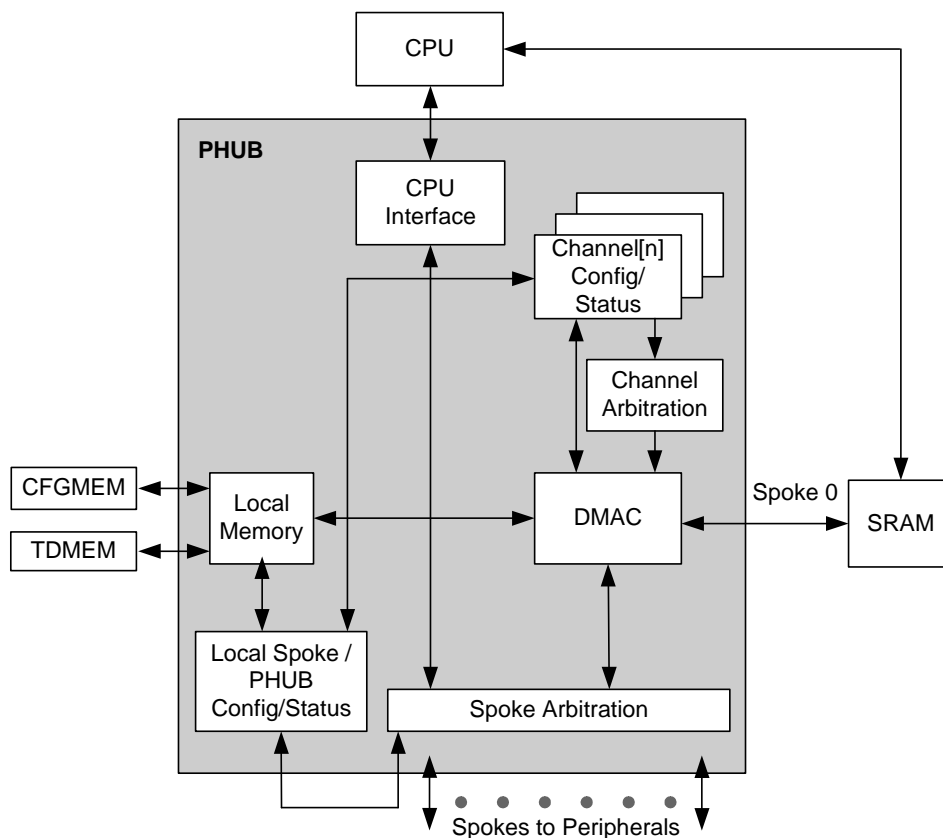 CPU
PHUB
CPU
Interface
Channel[n]
Config/
Status
Channel
Arbitration
CFGMEM
TDMEM
Local
Memory
DMAC
Spoke 0
SRAM
Local Spoke /
PHUB
Config/Status
Spoke Arbitration
Spokes to Peripherals